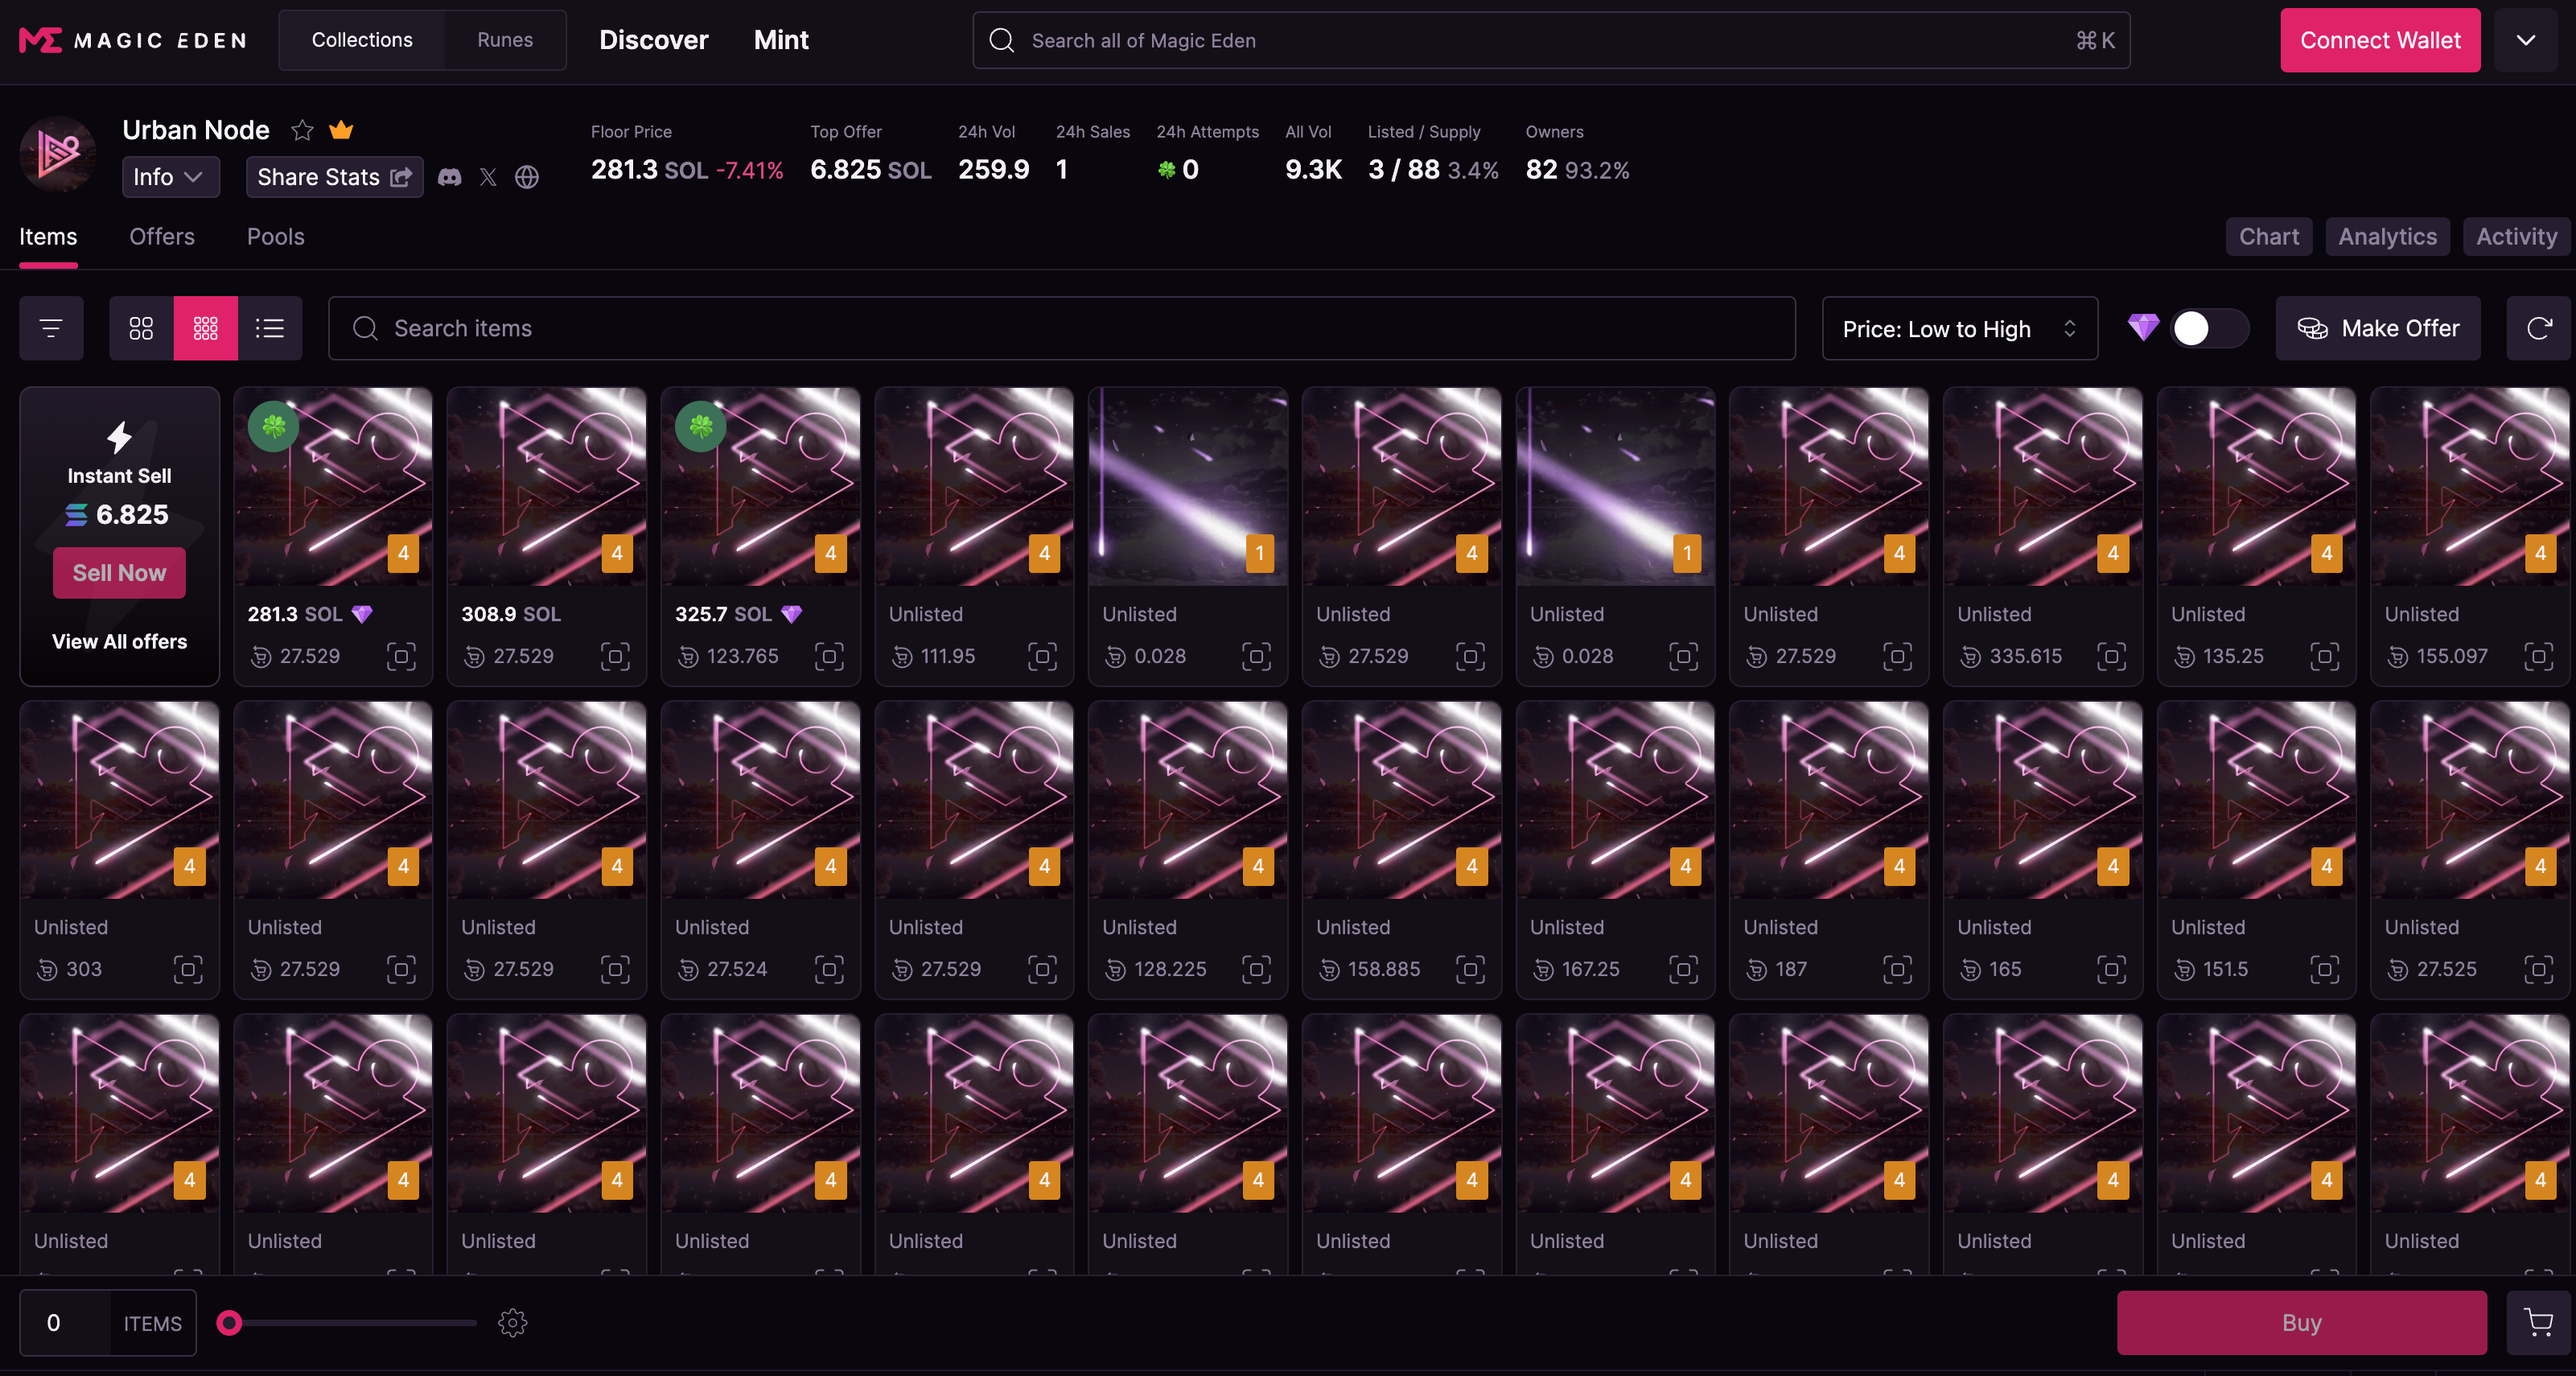 MAGIC EDEN
Collections
Runes
Discover
Mint
Search all of Magic Eden
⌘ K
Connect Wallet
Urban Node
Info
Share Stats
Floor Price
281.3 SOL -7.41%
Top Offer
6.825 SOL
24h Vol
259.9
24h Sales
1
24h Attempts
0
All Vol
9.3K
Listed / Supply
3 / 88 3.4%
Owners
82 93.2%
Items
Offers
Pools
Chart
Analytics
Activity
Search items
Price: Low to High
Make Offer
Instant Sell
6.825
Sell Now
View All offers
4
281.3 SOL
27.529
4
308.9 SOL
27.529
4
325.7 SOL
123.765
4
Unlisted
111.95
1
Unlisted
0.028
4
Unlisted
27.529
1
Unlisted
0.028
4
Unlisted
27.529
4
Unlisted
335.615
4
Unlisted
135.25
4
Unlisted
155.097
4
Unlisted
303
4
Unlisted
27.529
4
Unlisted
27.529
4
Unlisted
27.524
4
Unlisted
27.529
4
Unlisted
128.225
4
Unlisted
158.885
4
Unlisted
167.25
4
Unlisted
187
4
Unlisted
165
4
Unlisted
151.5
4
Unlisted
27.525
4
Unlisted
4
Unlisted
4
Unlisted
4
Unlisted
4
Unlisted
4
Unlisted
4
Unlisted
4
Unlisted
4
Unlisted
4
Unlisted
4
Unlisted
4
Unlisted
0
ITEMS
Buy